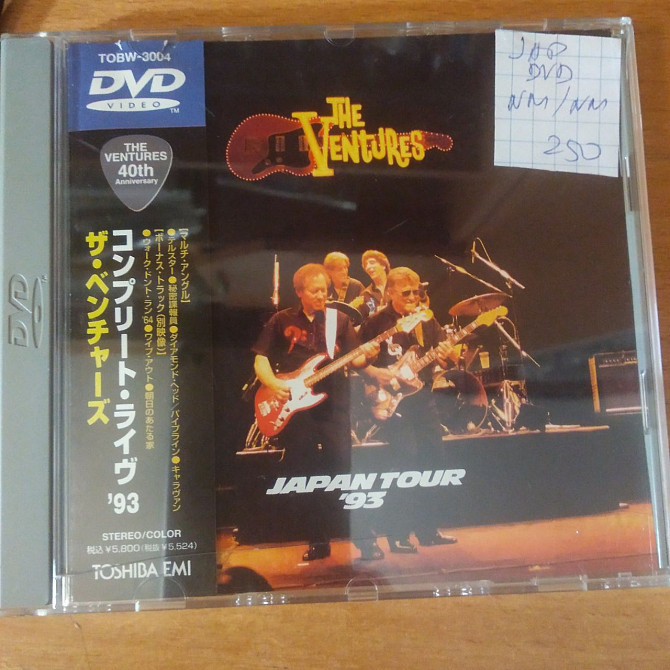 TOBW-3004
DVD
VIDEO
TM
THE
VENTURES
40th
Anniversary
コンプリート・ライヴ '93
ザ・ベンチャーズ
[マルチ・アングル]
●テルスター●秘密諜報員●ダイアモンド・ヘッド/パイプライン●キャラヴァン
[ボーナス・トラック(別映像)]
●ウォーク・ドント・ラン'64●ワイプ・アウト●朝日のあたる家
STEREO/COLOR
税込¥5,800(税抜¥5,524)
TOSHIBA EMI
THE
VENTURES
JAPAN TOUR
'93
JAP
DVD
NM/NM
250
DVD